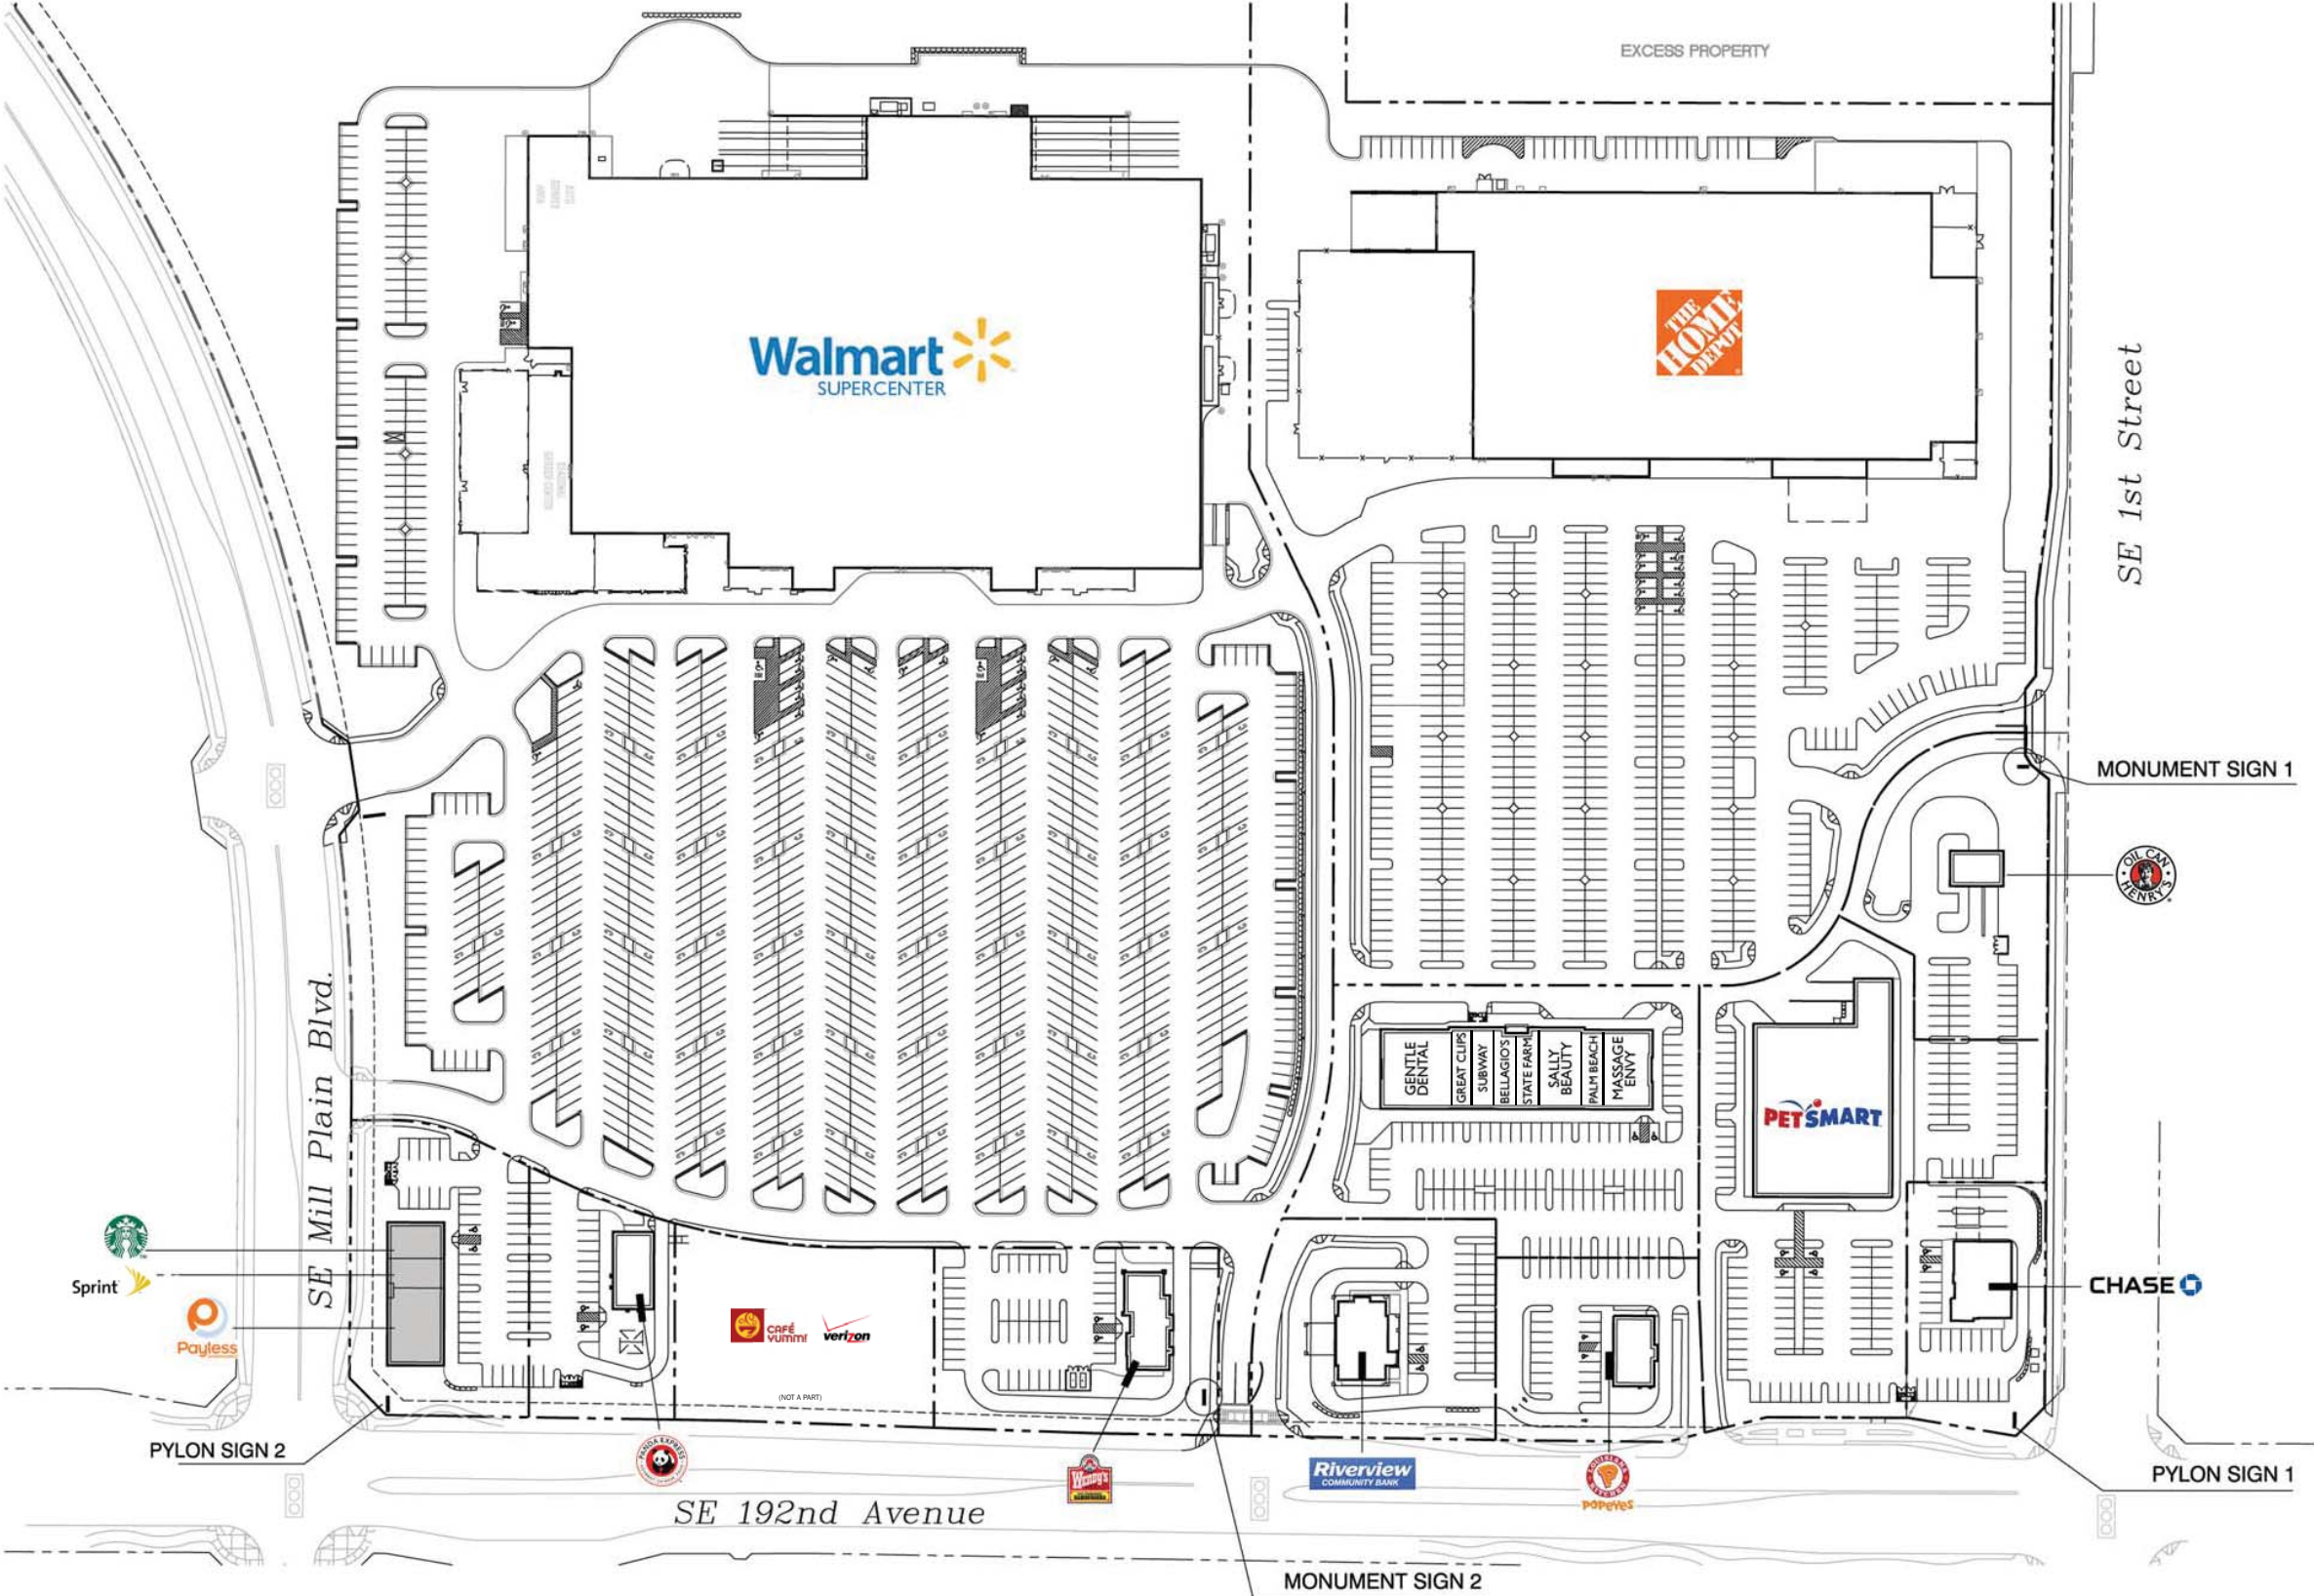 EXCESS PROPERTY
Walmart
SUPERCENTER
THE
HOME
DEPOT
SE 1st Street
MONUMENT SIGN 1
OIL CAN
HENRY'S
SE Mill Plain Blvd.
GENTLE
DENTAL
GREAT CLIPS
SUBWAY
BELLAGIO'S
STATE FARM
SALLY
BEAUTY
PALM BEACH
MASSAGE
ENVY
PETSMART
Sprint
Payless
CAFÉ
YUMM!
verizon
(NOT A PART)
CHASE
PYLON SIGN 2
PANDA EXPRESS
Wendy's
Riverview
COMMUNITY BANK
LOUISIANA
KITCHEN
POPEYES
PYLON SIGN 1
SE 192nd Avenue
MONUMENT SIGN 2